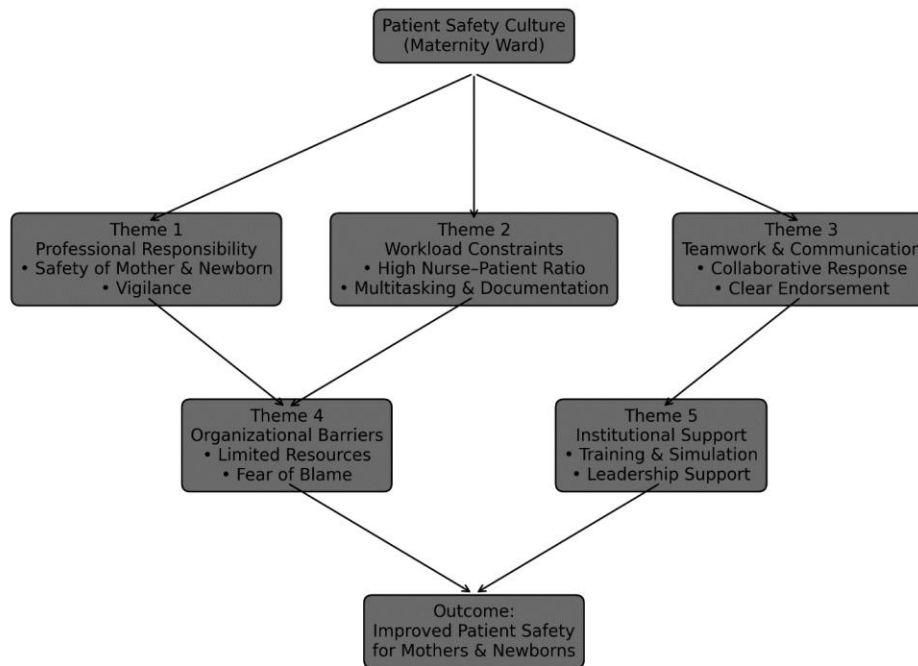 Patient Safety Culture
(Maternity Ward)
Theme 1
Professional Responsibility
• Safety of Mother & Newborn
• Vigilance
Theme 2
Workload Constraints
• High Nurse–Patient Ratio
• Multitasking & Documentation
Theme 3
Teamwork & Communication
• Collaborative Response
• Clear Endorsement
Theme 4
Organizational Barriers
• Limited Resources
• Fear of Blame
Theme 5
Institutional Support
• Training & Simulation
• Leadership Support
Outcome:
Improved Patient Safety
for Mothers & Newborns